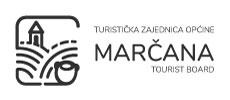 TURISTIČKA ZAJEDNICA OPĆINE
MARČANA
TOURIST BOARD